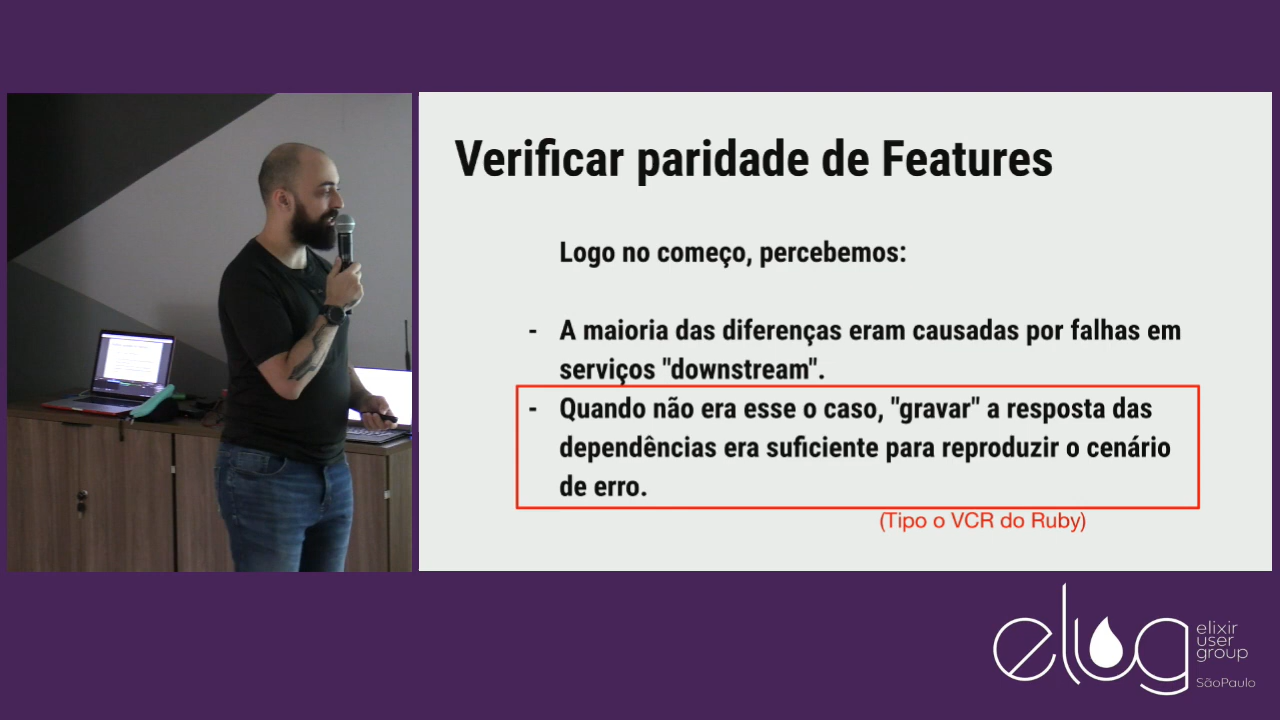 Verificar paridade de Features
Logo no começo, percebemos:
- A maioria das diferenças eram causadas por falhas em
serviços "downstream".
- Quando não era esse o caso, "gravar" a resposta das
dependências era suficiente para reproduzir o cenário
de erro.
(Tipo o VCR do Ruby)
elug
elixir
user
group
SãoPaulo